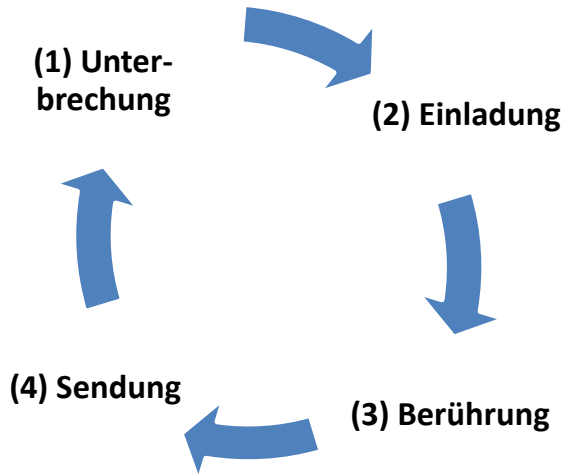 (1) Unter-
brechung
(2) Einladung
(3) Berührung
(4) Sendung